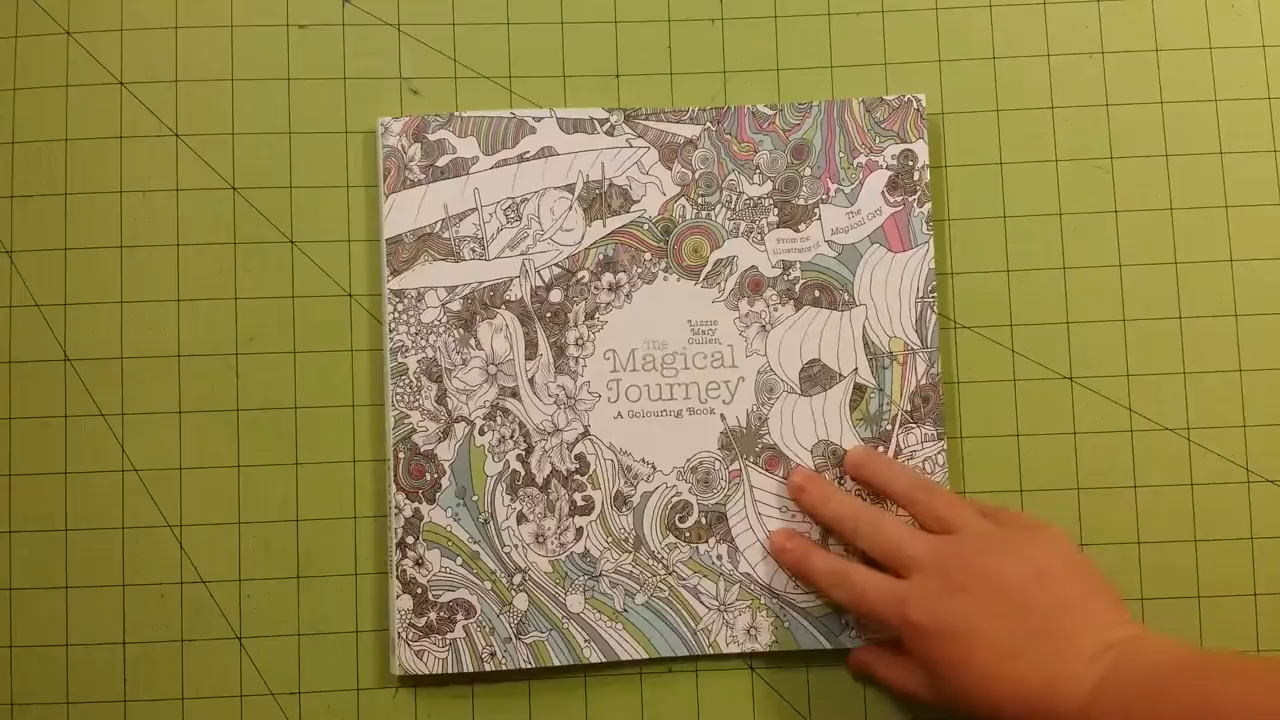 From the
illustrator of
The
Magical City
Lizzie
Mary
Cullen
The
Magical
Journey
A Colouring Book